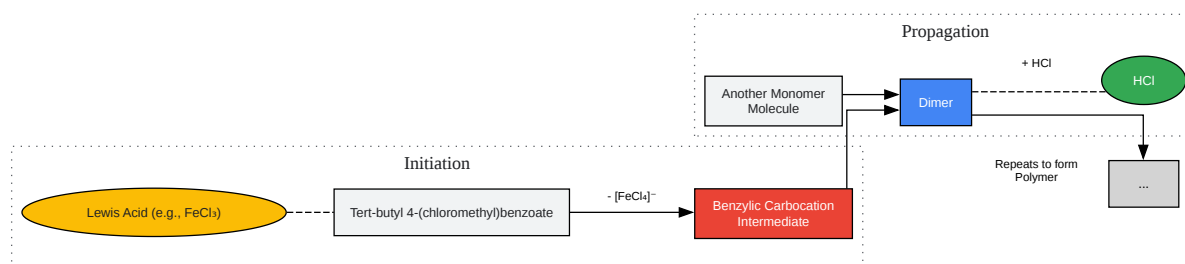 Propagation
+ HCl
HCl
Another Monomer
Molecule
Dimer
Initiation
Repeats to form
Polymer
...
Lewis Acid (e.g., FeCl₃)
Tert-butyl 4-(chloromethyl)benzoate
- [FeCl₄]⁻
Benzylic Carbocation
Intermediate